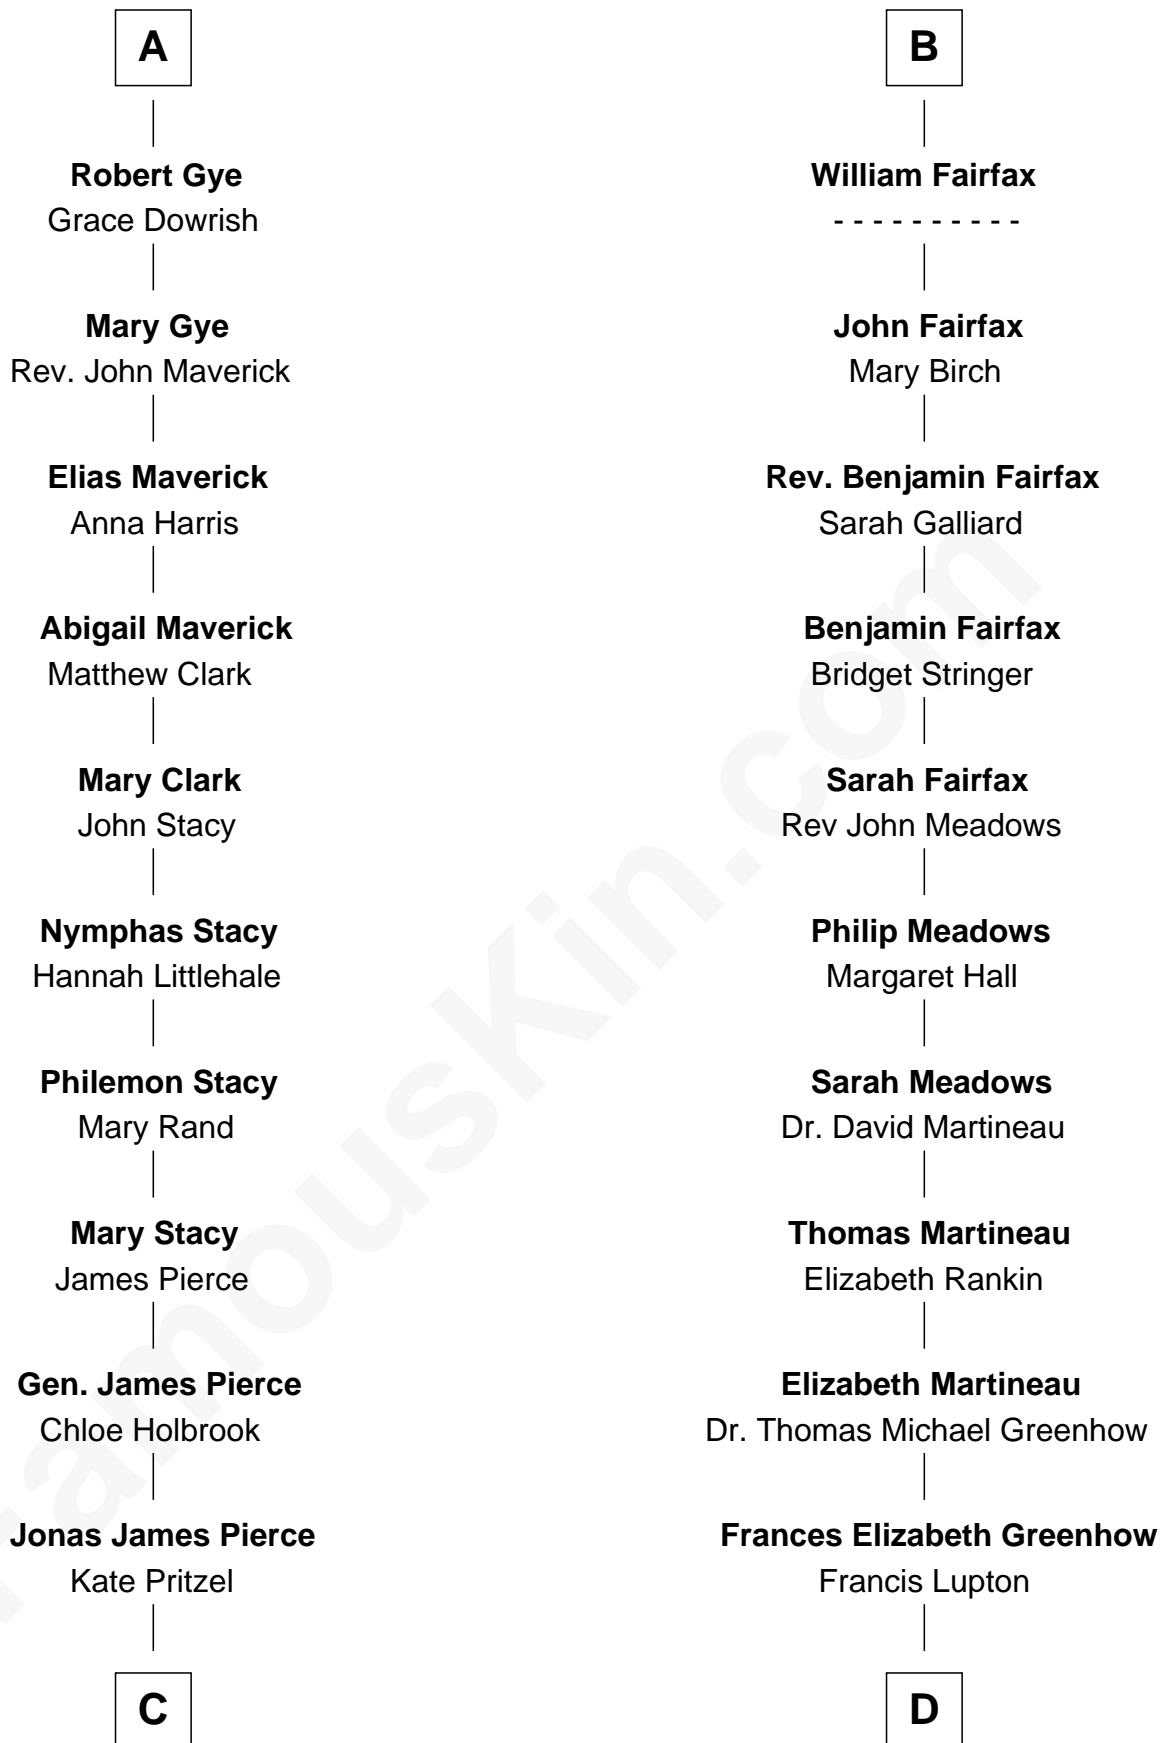 A
Robert Gye
Grace Dowrish
Mary Gye
Rev. John Maverick
Elias Maverick
Anna Harris
Abigail Maverick
Matthew Clark
Mary Clark
John Stacy
Nymphas Stacy
Hannah Littlehale
Philemon Stacy
Mary Rand
Mary Stacy
James Pierce
Gen. James Pierce
Chloe Holbrook
Jonas James Pierce
Kate Pritzel
C
B
William Fairfax
- - - - - - - - - -
John Fairfax
Mary Birch
Rev. Benjamin Fairfax
Sarah Galliard
Benjamin Fairfax
Bridget Stringer
Sarah Fairfax
Rev John Meadows
Philip Meadows
Margaret Hall
Sarah Meadows
Dr. David Martineau
Thomas Martineau
Elizabeth Rankin
Elizabeth Martineau
Dr. Thomas Michael Greenhow
Frances Elizabeth Greenhow
Francis Lupton
D
FamousKin.com